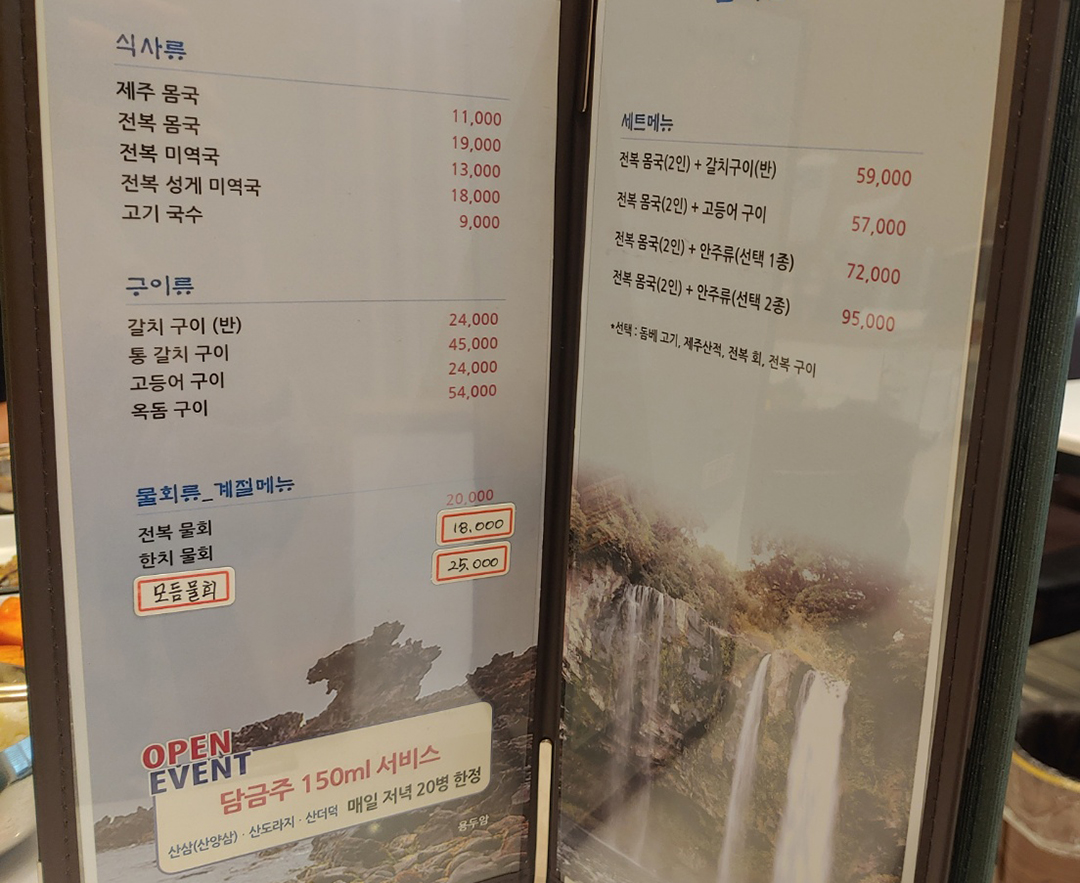 식사류
제주 몸국 11,000
전복 몸국 19,000
전복 미역국 13,000
전복 성게 미역국 18,000
고기 국수 9,000
구이류
갈치 구이 (반) 24,000
통 갈치 구이 45,000
고등어 구이 24,000
옥돔 구이 54,000
물회류_계절메뉴
전복 물회 20,000
한치 물회 18.000
모듬물회 25.000
OPEN
EVENT
담금주 150ml 서비스
산삼(산양삼) · 산도라지 · 산더덕 매일 저녁 20병 한정
용두암
세트메뉴
전복 몸국(2인) + 갈치구이(반) 59,000
전복 몸국(2인) + 고등어 구이 57,000
전복 몸국(2인) + 안주류(선택 1종) 72,000
전복 몸국(2인) + 안주류(선택 2종) 95,000
*선택 : 돔베 고기, 제주산적, 전복 회, 전복 구이